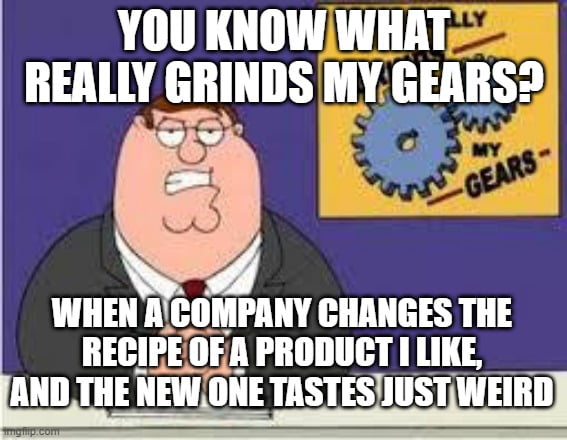 YOU KNOW WHAT
REALLY GRINDS MY GEARS?
LLY
MY
GEARS
WHEN A COMPANY CHANGES THE
RECIPE OF A PRODUCT I LIKE,
AND THE NEW ONE TASTES JUST WEIRD
imgflip.com